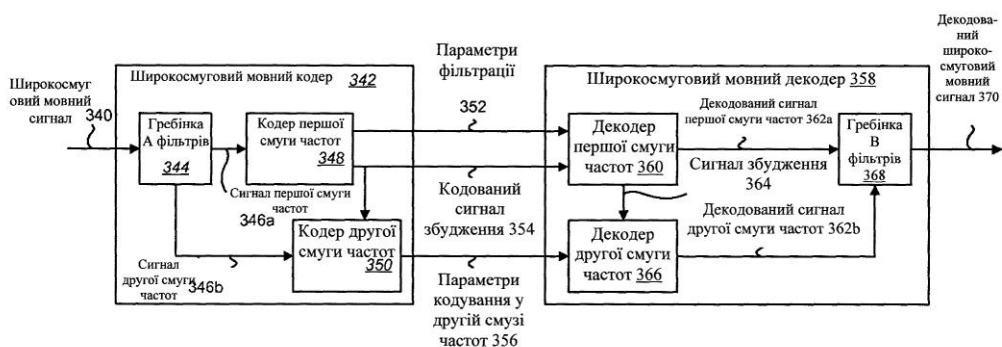 Широкосмуг
овий мовний
сигнал 340
Широкосмуговий мовний кодер 342
Гребінка
A фільтрів
344
Кодер першої
смуги частот
348
Сигнал першої смуги
частот
346a
Сигнал
другої смуги
частот 346b
Кодер другої
смуги частот
350
Параметри
фільтрації
352
Кодований
сигнал
збудження 354
Параметри
кодування у
другій смузі
частот 356
Широкосмуговий мовний декодер 358
Декодер
першої смуги
частот 360
Декодований сигнал
першої смуги частот 362a
Сигнал збудження
364
Декодований сигнал
другої смуги частот 362b
Декодер
другої смуги
частот 366
Гребінка
B
фільтрів
368
Декодов-
аний
широко-
смуговий
мовний
сигнал 370